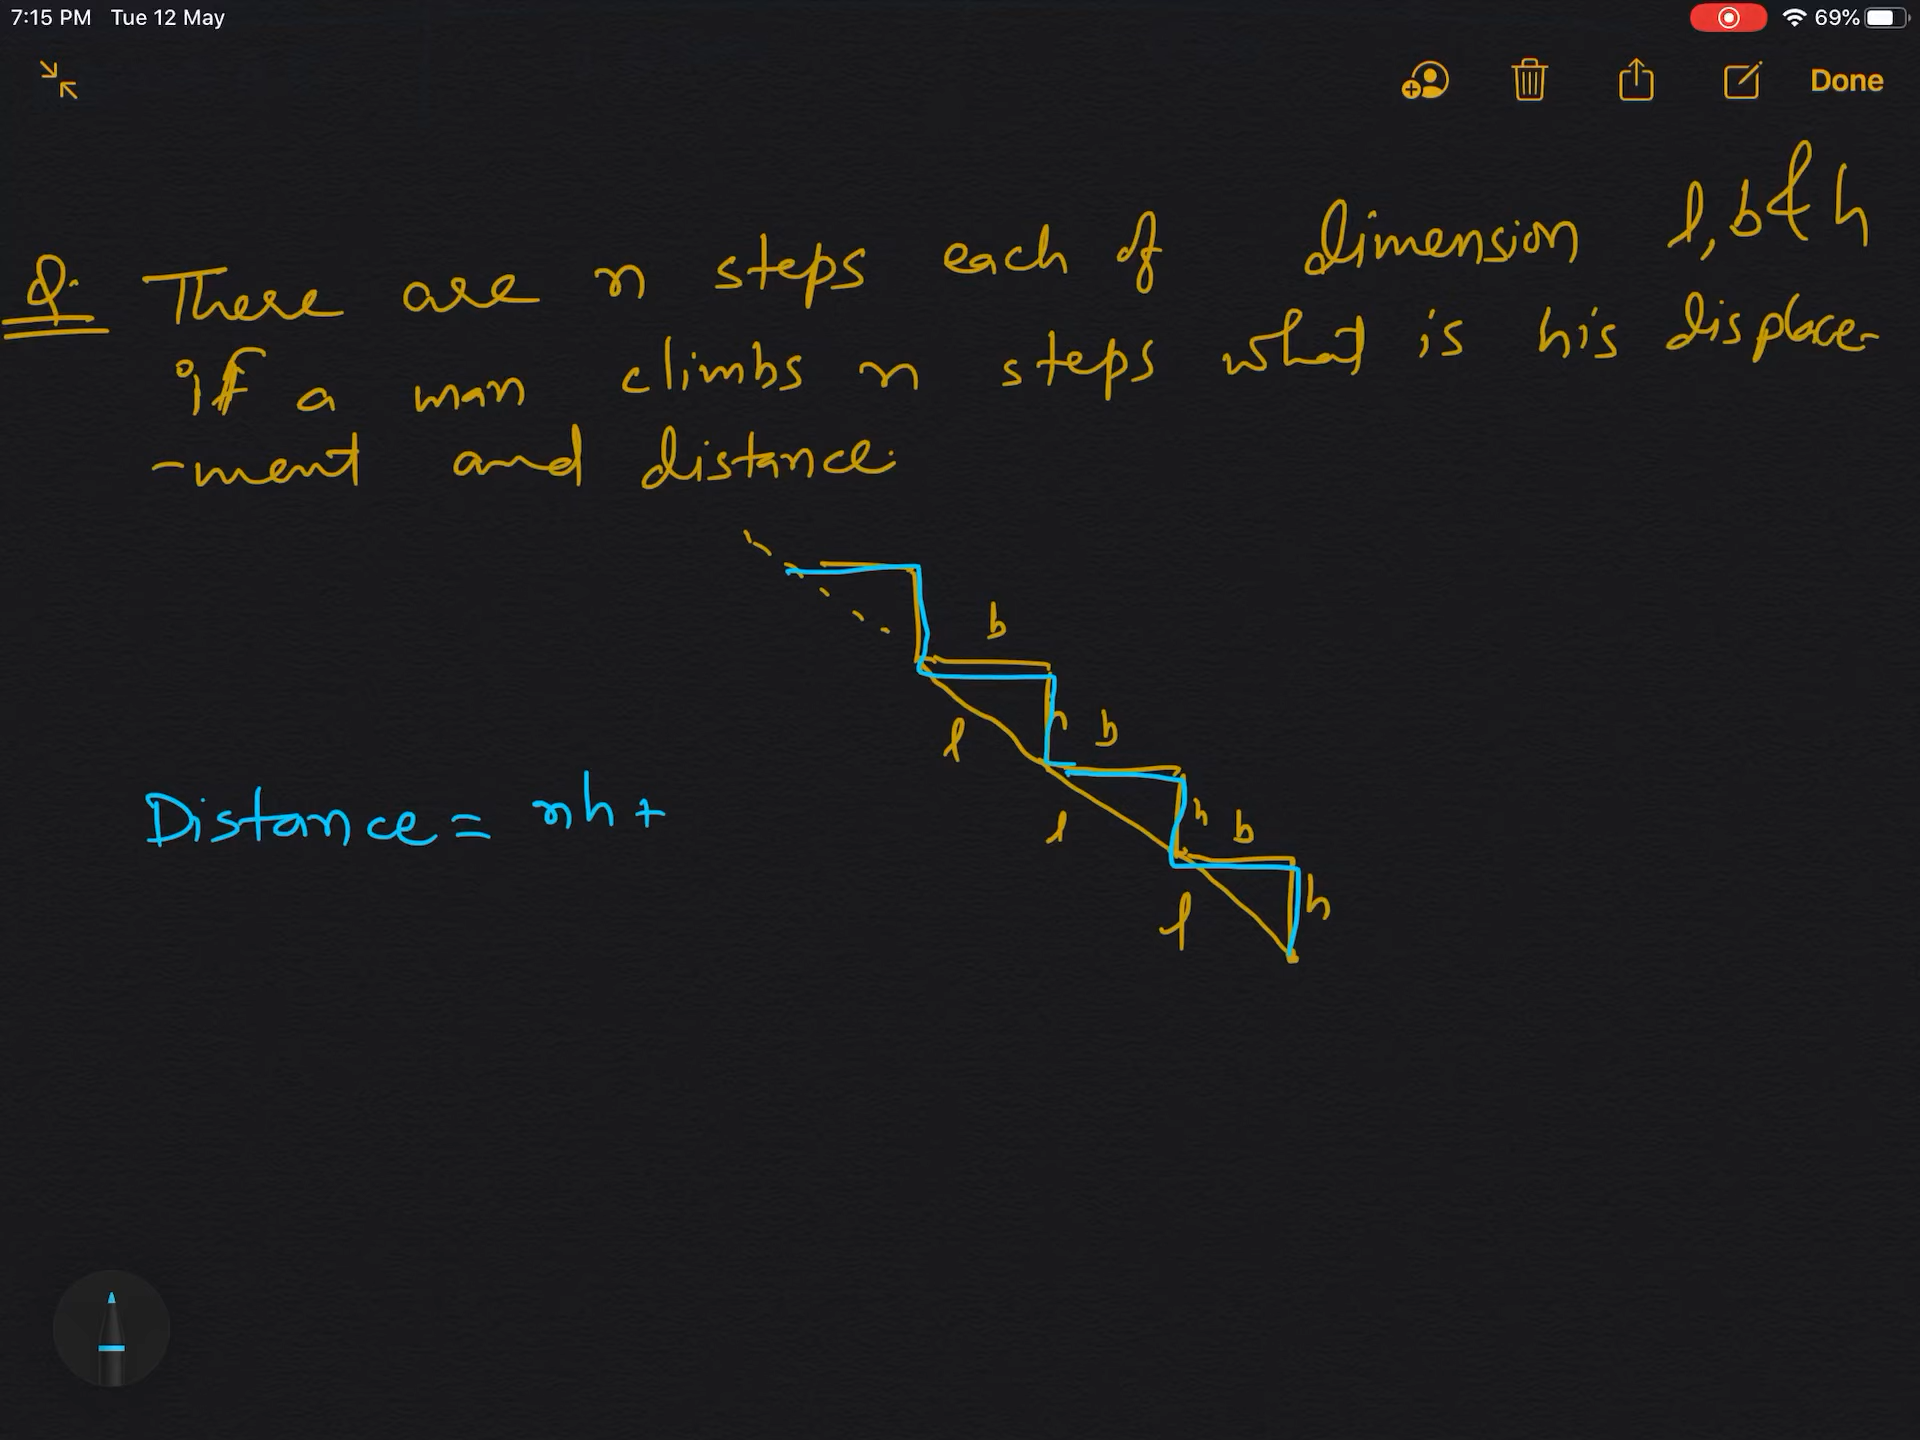 7:15 PM Tue 12 May 69%
Done
Q. There are n steps each of dimension l, b & h
if a man climbs n steps what is his displace-
-ment and distance.
b
l h b
l h b
l h
Distance = nh +